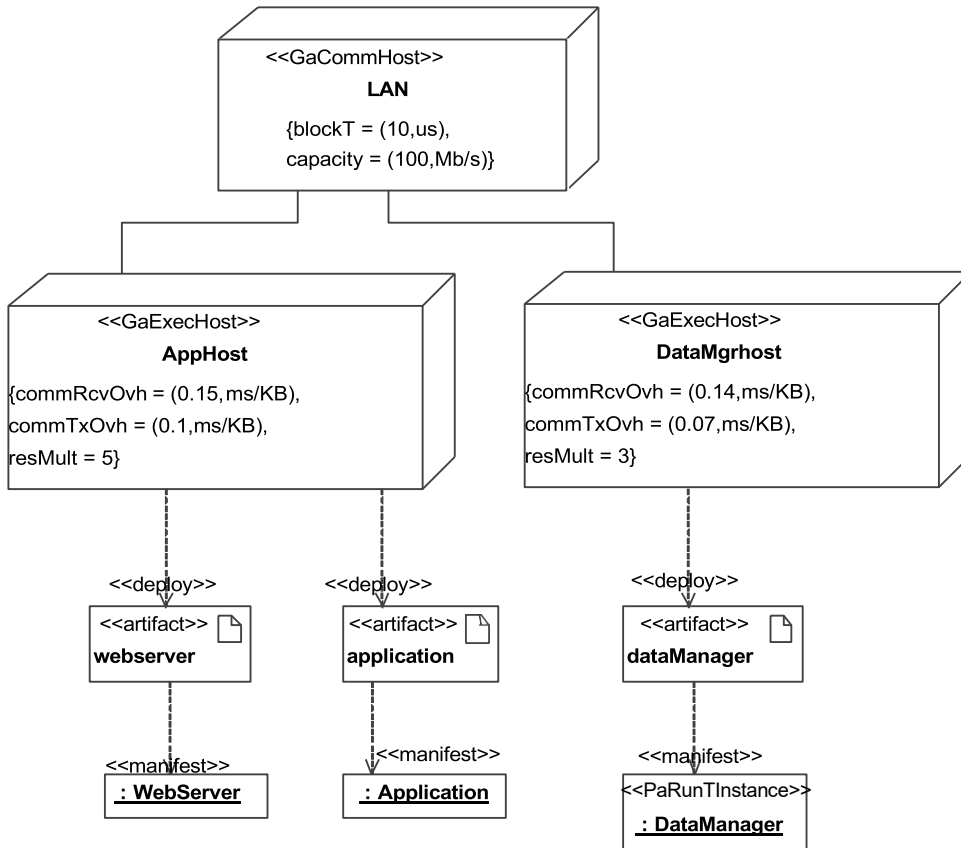 <<GaCommHost>>
LAN
{blockT = (10,us),
capacity = (100,Mb/s)}
<<GaExecHost>>
AppHost
{commRcvOvh = (0.15,ms/KB),
commTxOvh = (0.1,ms/KB),
resMult = 5}
<<GaExecHost>>
DataMgrhost
{commRcvOvh = (0.14,ms/KB),
commTxOvh = (0.07,ms/KB),
resMult = 3}
<<deploy>>
<<deploy>>
<<deploy>>
<<artifact>>
webserver
<<artifact>>
application
<<artifact>>
dataManager
<<manifest>>
<<manifest>>
<<manifest>>
: WebServer
: Application
<<PaRunTInstance>>
: DataManager